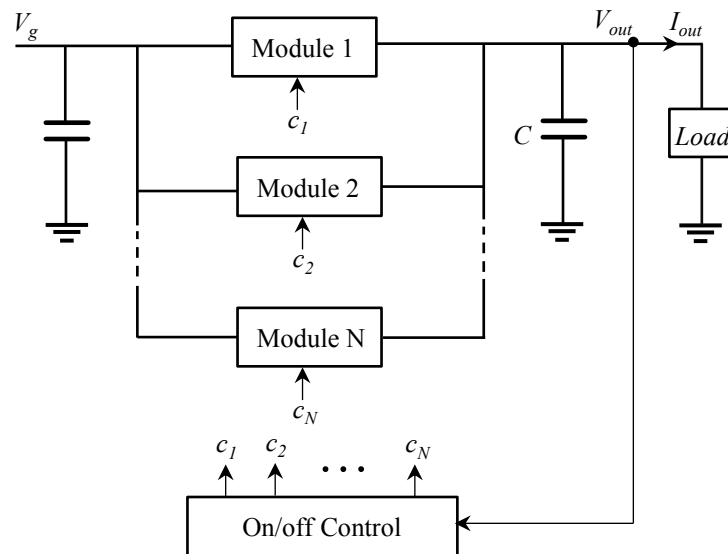 V_g
Module 1
V_out
I_out
c_1
C
Load
Module 2
c_2
Module N
c_N
c_1 c_2 ... c_N
On/off Control